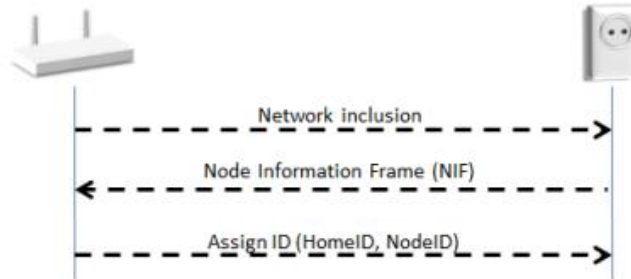 Network inclusion
Node Information Frame (NIF)
Assign ID (HomeID, NodeID)